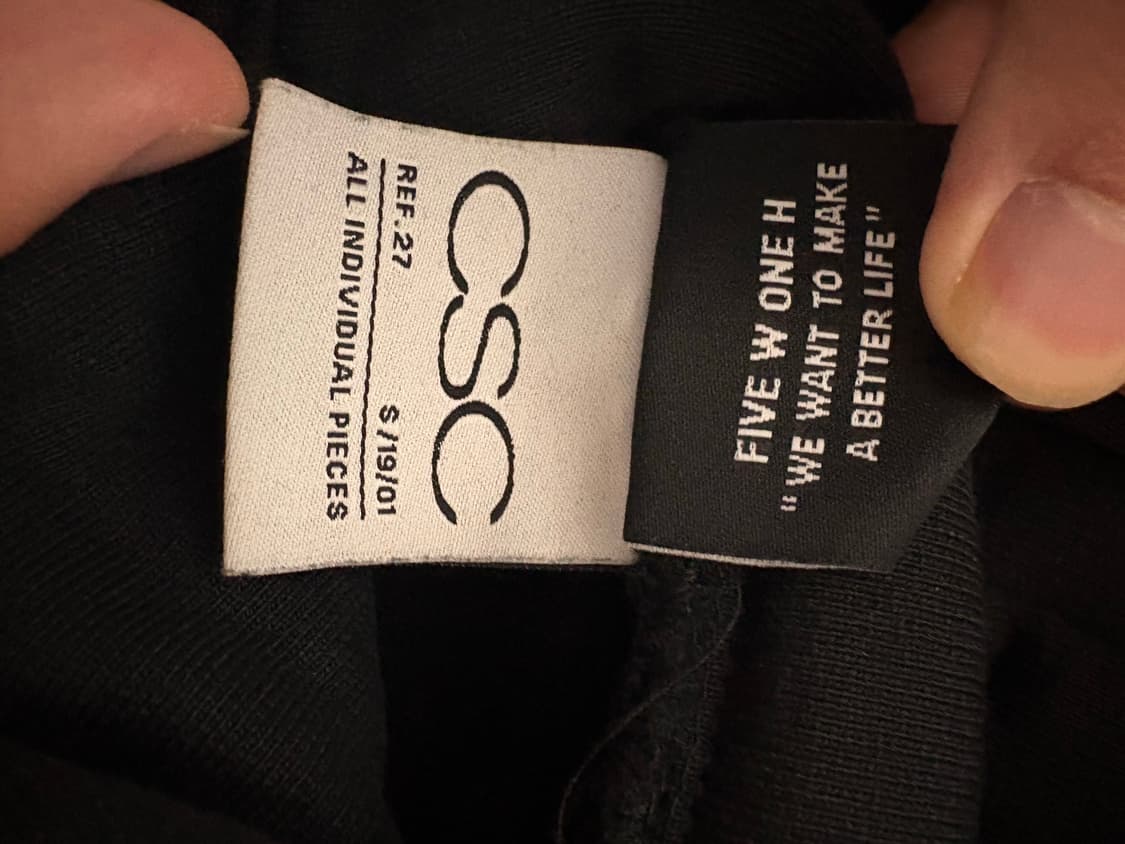 CSC
REF.27 S/19/01
ALL INDIVIDUAL PIECES
FIVE W ONE H
"WE WANT TO MAKE
A BETTER LIFE"